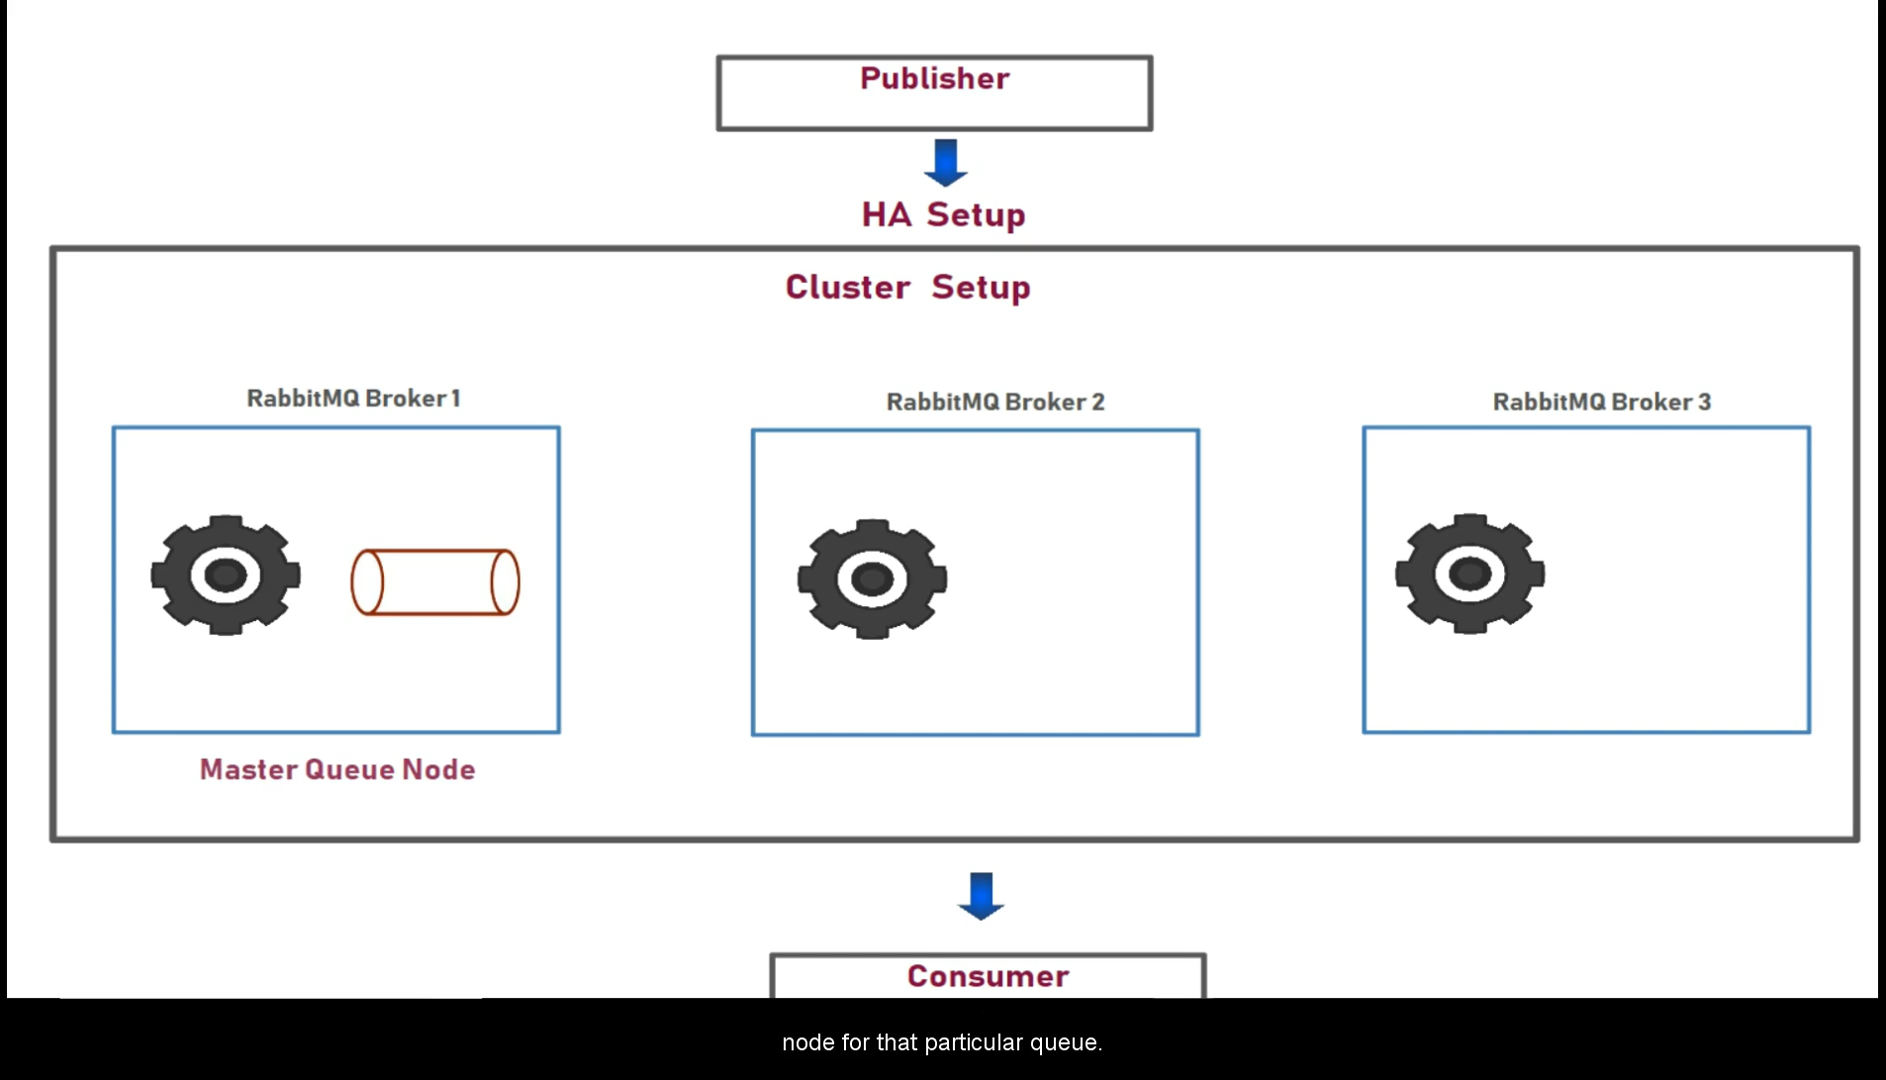 Publisher
HA Setup
Cluster Setup
RabbitMQ Broker 1
RabbitMQ Broker 2
RabbitMQ Broker 3
Master Queue Node
Consumer
node for that particular queue.